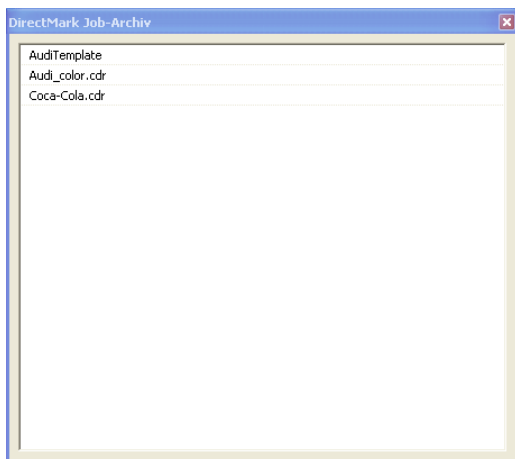 DirectMark Job-Archiv
AudiTemplate
Audi_color.cdr
Coca-Cola.cdr